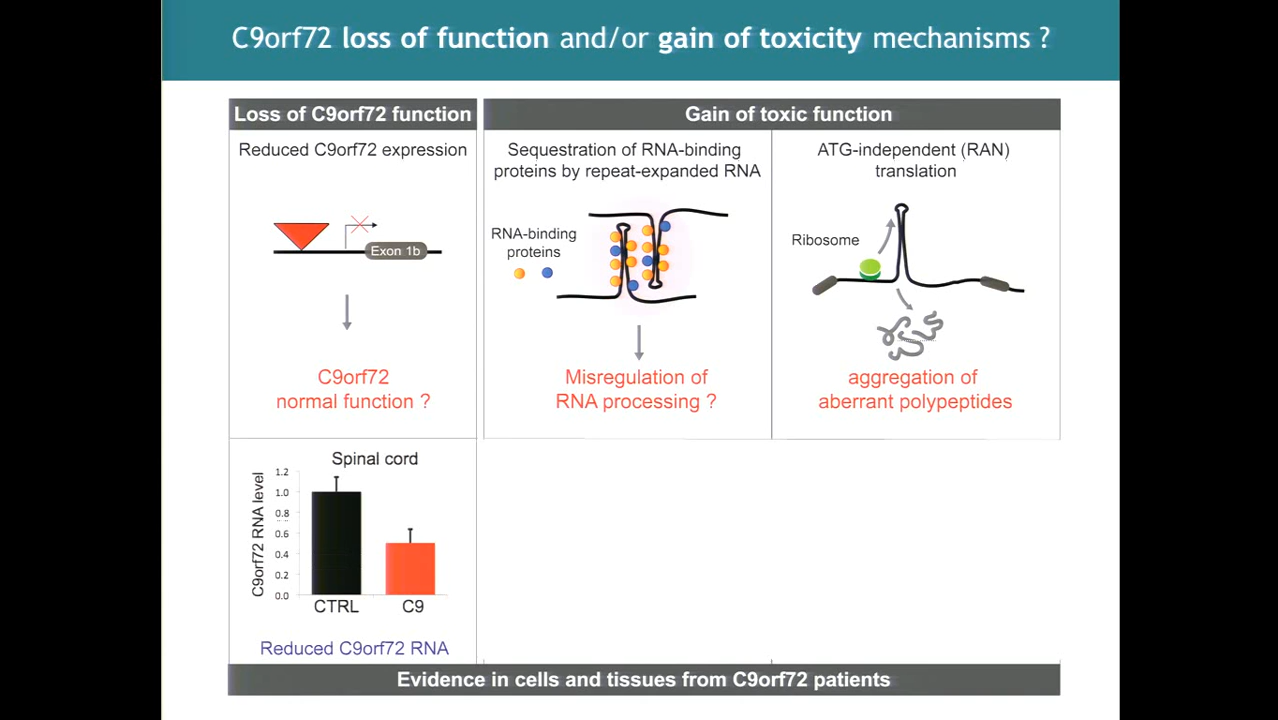 C9orf72 loss of function and/or gain of toxicity mechanisms ?
Loss of C9orf72 function
Reduced C9orf72 expression
Exon 1b
C9orf72
normal function ?
Gain of toxic function
Sequestration of RNA-binding
proteins by repeat-expanded RNA
RNA-binding
proteins
Misregulation of
RNA processing ?
ATG-independent (RAN)
translation
Ribosome
aggregation of
aberrant polypeptides
Spinal cord
C9orf72 RNA level
1.2
1.0
0.8
0.6
0.4
0.2
0.0
CTRL
C9
Reduced C9orf72 RNA
Evidence in cells and tissues from C9orf72 patients